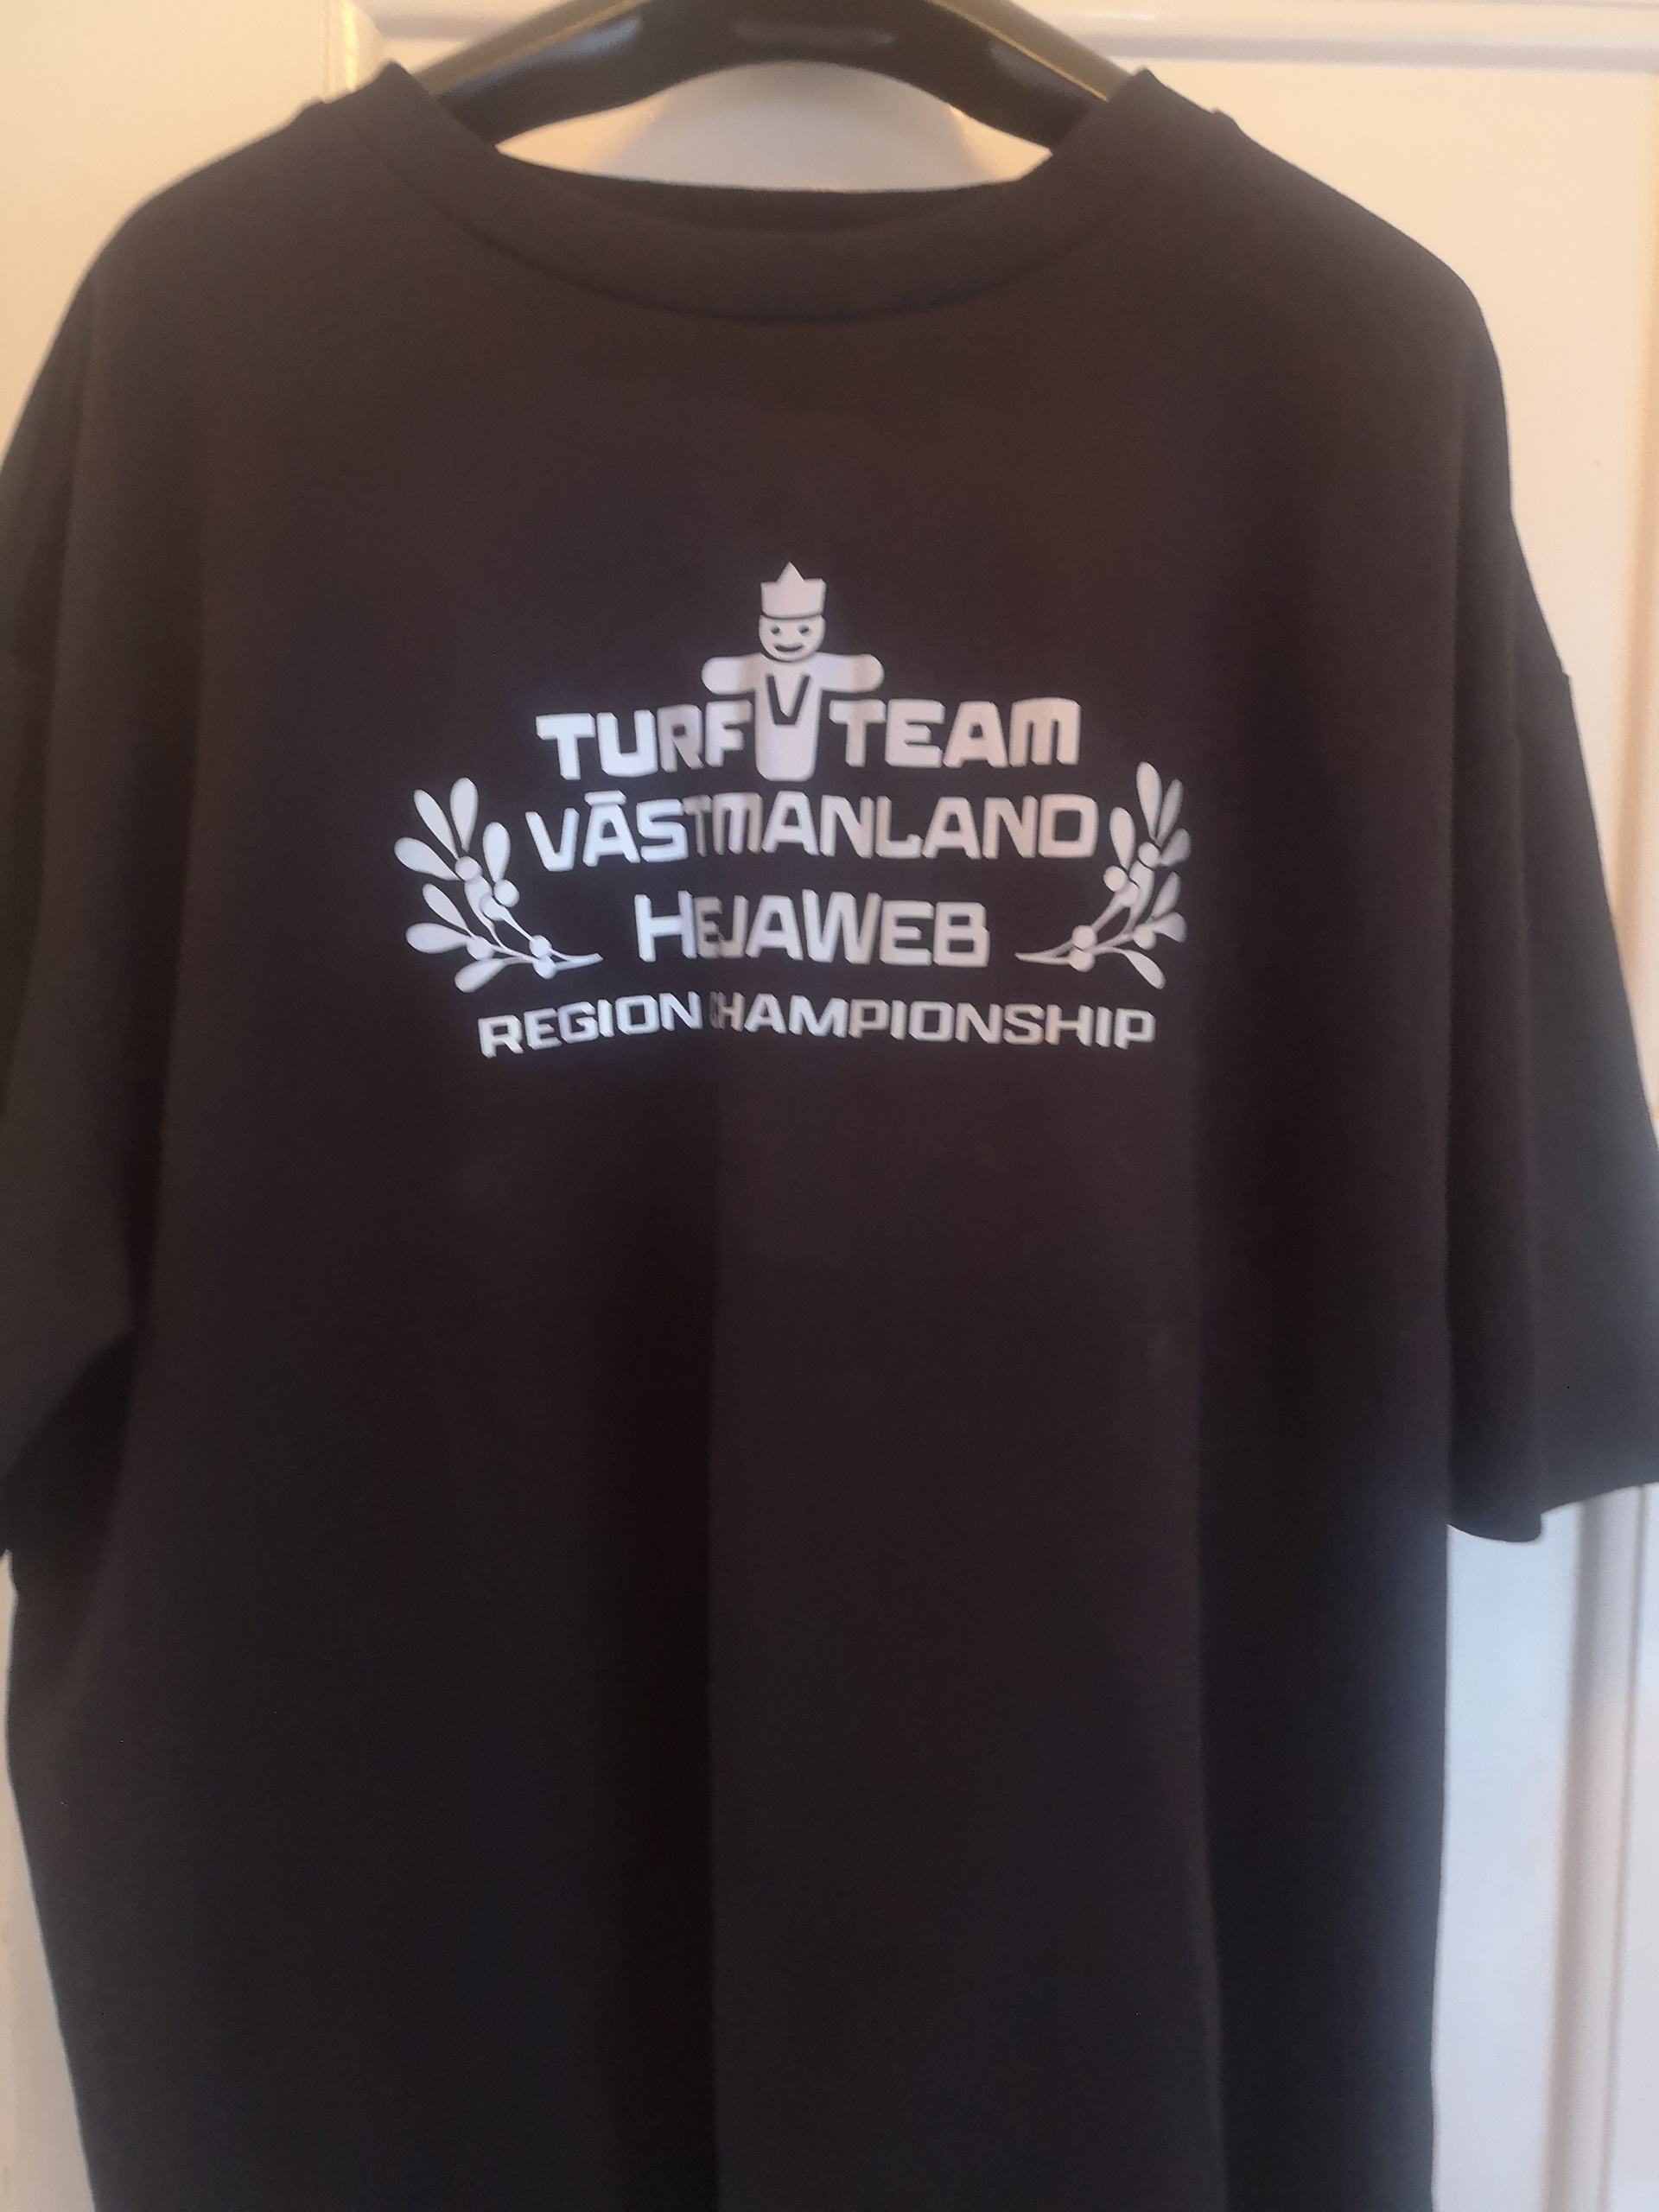 TURF TEAM
VÄSTMANLAND
HEJAWEB
REGION CHAMPIONSHIP